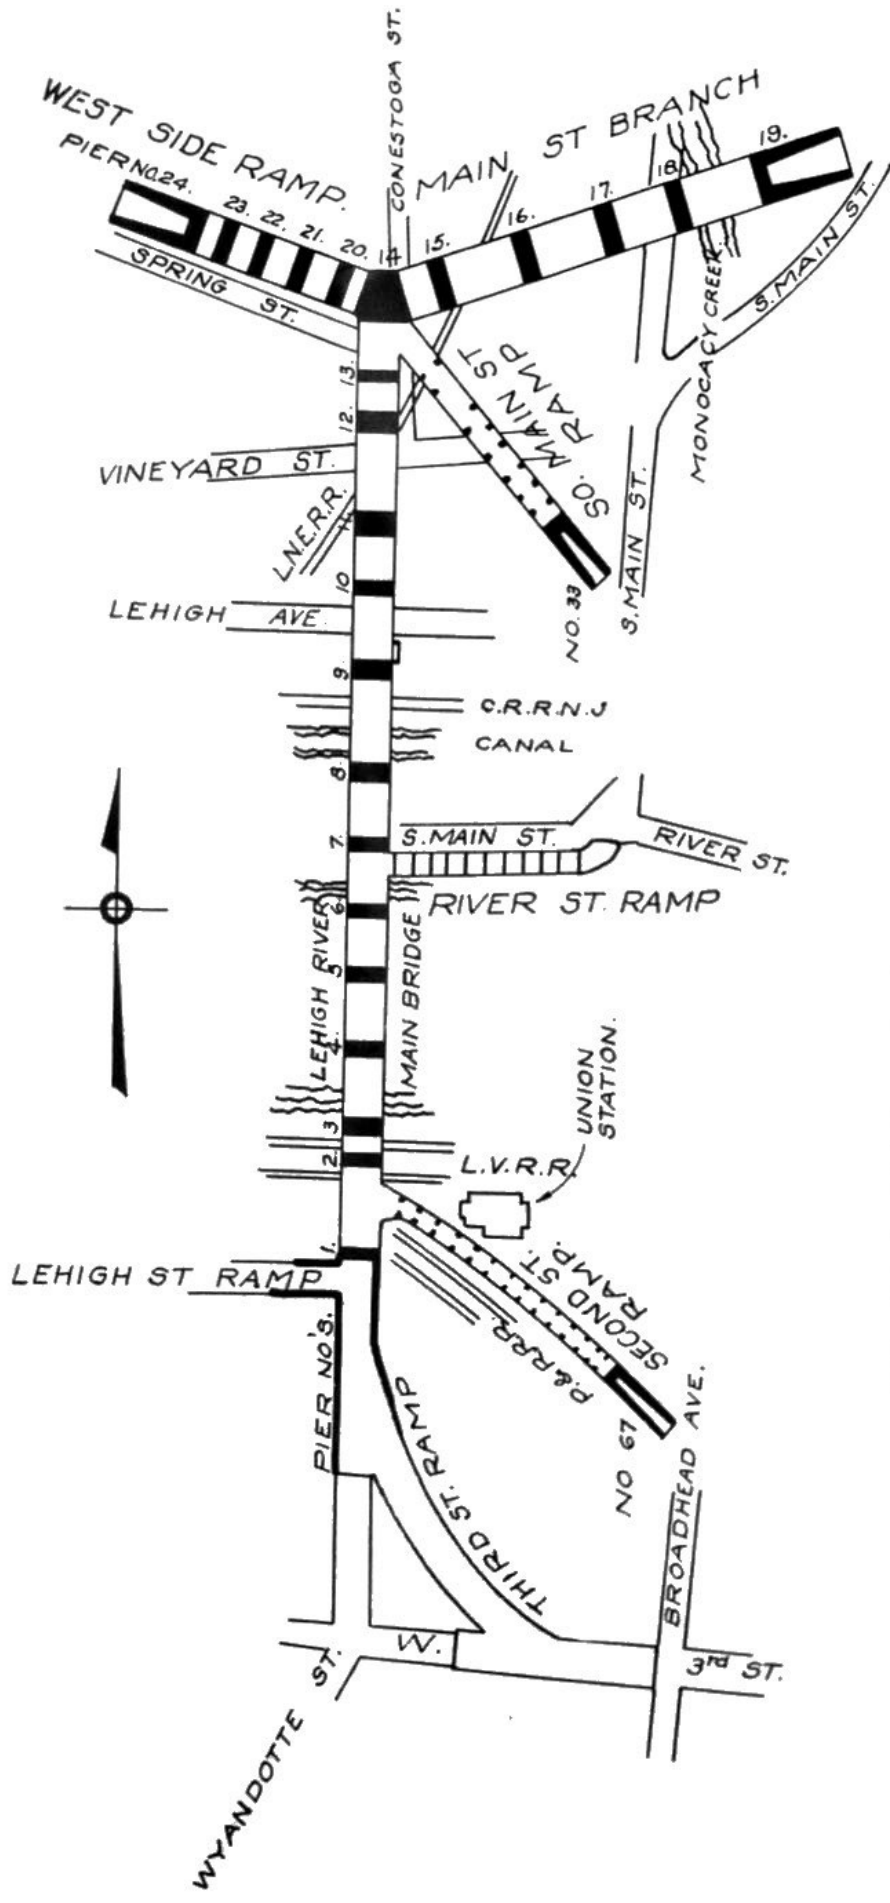 CONESTOGA ST.
WEST SIDE RAMP.
PIER No. 24.
23.
22.
21.
20.
14
MAIN ST BRANCH
15.
16.
17.
18.
19.
S. MAIN ST.
SPRING ST.
MONOCACY CREEK
SO. MAIN ST
RAMP
NO. 33
S. MAIN ST.
13.
12.
VINEYARD ST.
L.N.E.R.R.
11
10
LEHIGH AVE.
9.
C.R.R.N.J
CANAL
8.
7.
S. MAIN ST.
RIVER ST.
RIVER ST. RAMP
6.
5
4.
LEHIGH RIVER
MAIN BRIDGE
3
2.
L.V.R.R.
UNION
STATION.
1.
LEHIGH ST RAMP
PIER NO'S.
SECOND ST.
RAMP.
P.& R.R.R.
NO 67
THIRD ST. RAMP
BROADHEAD AVE.
W. 3rd ST.
WYANDOTTE ST.